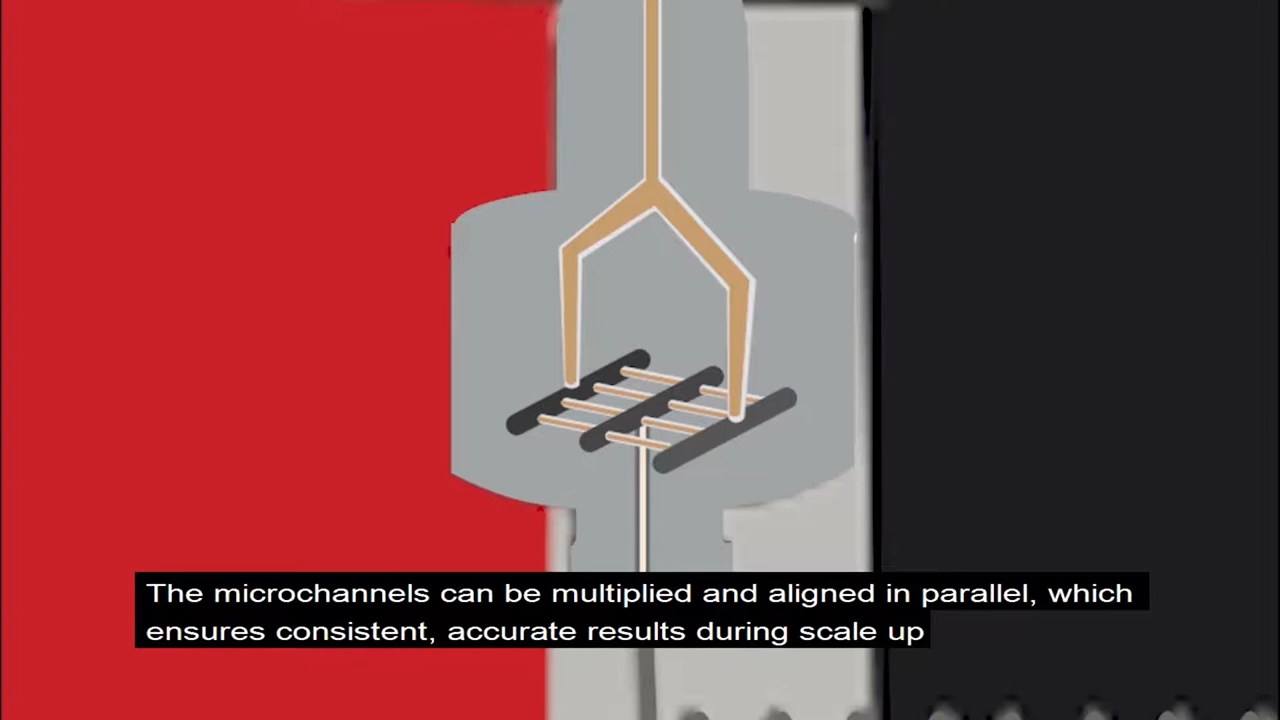 The microchannels can be multiplied and aligned in parallel, which
ensures consistent, accurate results during scale up